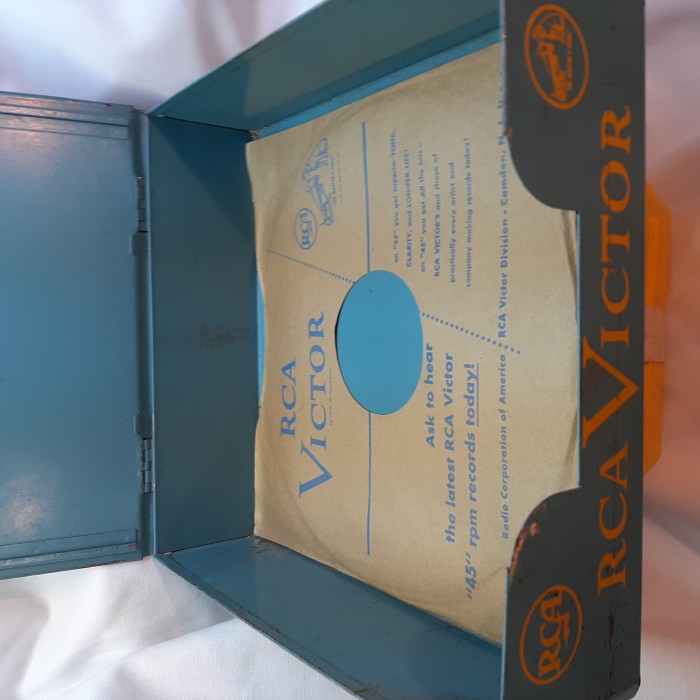 RCA
VICTOR
RCA
on "45" you get superior TONE,
CLARITY, and LONGER LIFE!
on "45" you get All the hits—
RCA VICTOR'S and those of
practically every artist and
company making records today!
Ask to hear
the latest RCA Victor
"45" rpm records today!
Radio Corporation of America, RCA Victor Division • Camden, N. J.
RCA
RCA VICTOR